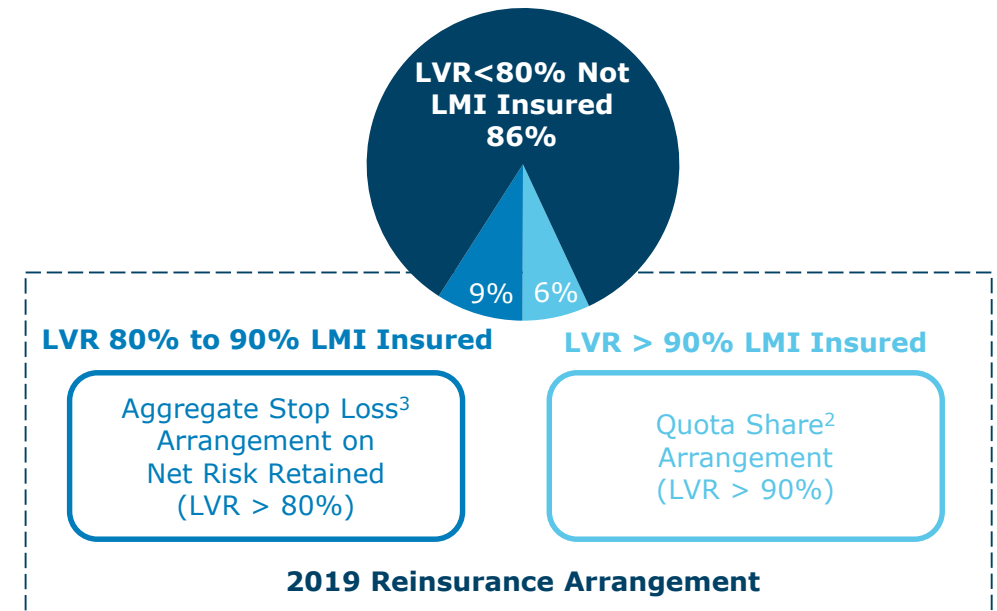 LVR<80% Not
LMI Insured
86%
9%
6%
LVR 80% to 90% LMI Insured
LVR > 90% LMI Insured
Aggregate Stop Loss³
Arrangement on
Net Risk Retained
(LVR > 80%)
Quota Share²
Arrangement
(LVR > 90%)
2019 Reinsurance Arrangement